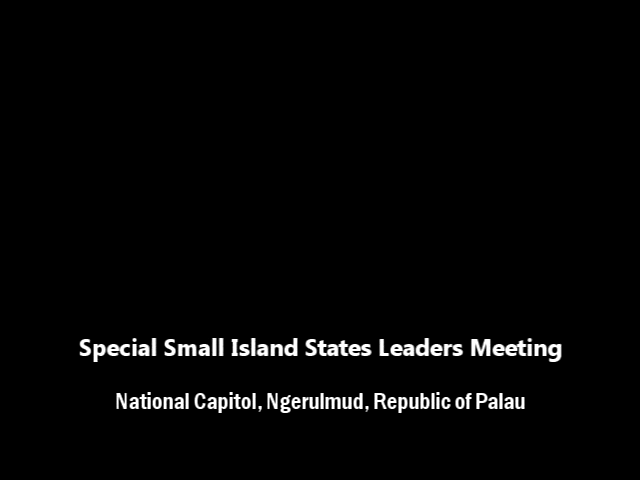 Special Small Island States Leaders Meeting
National Capitol, Ngerulmud, Republic of Palau